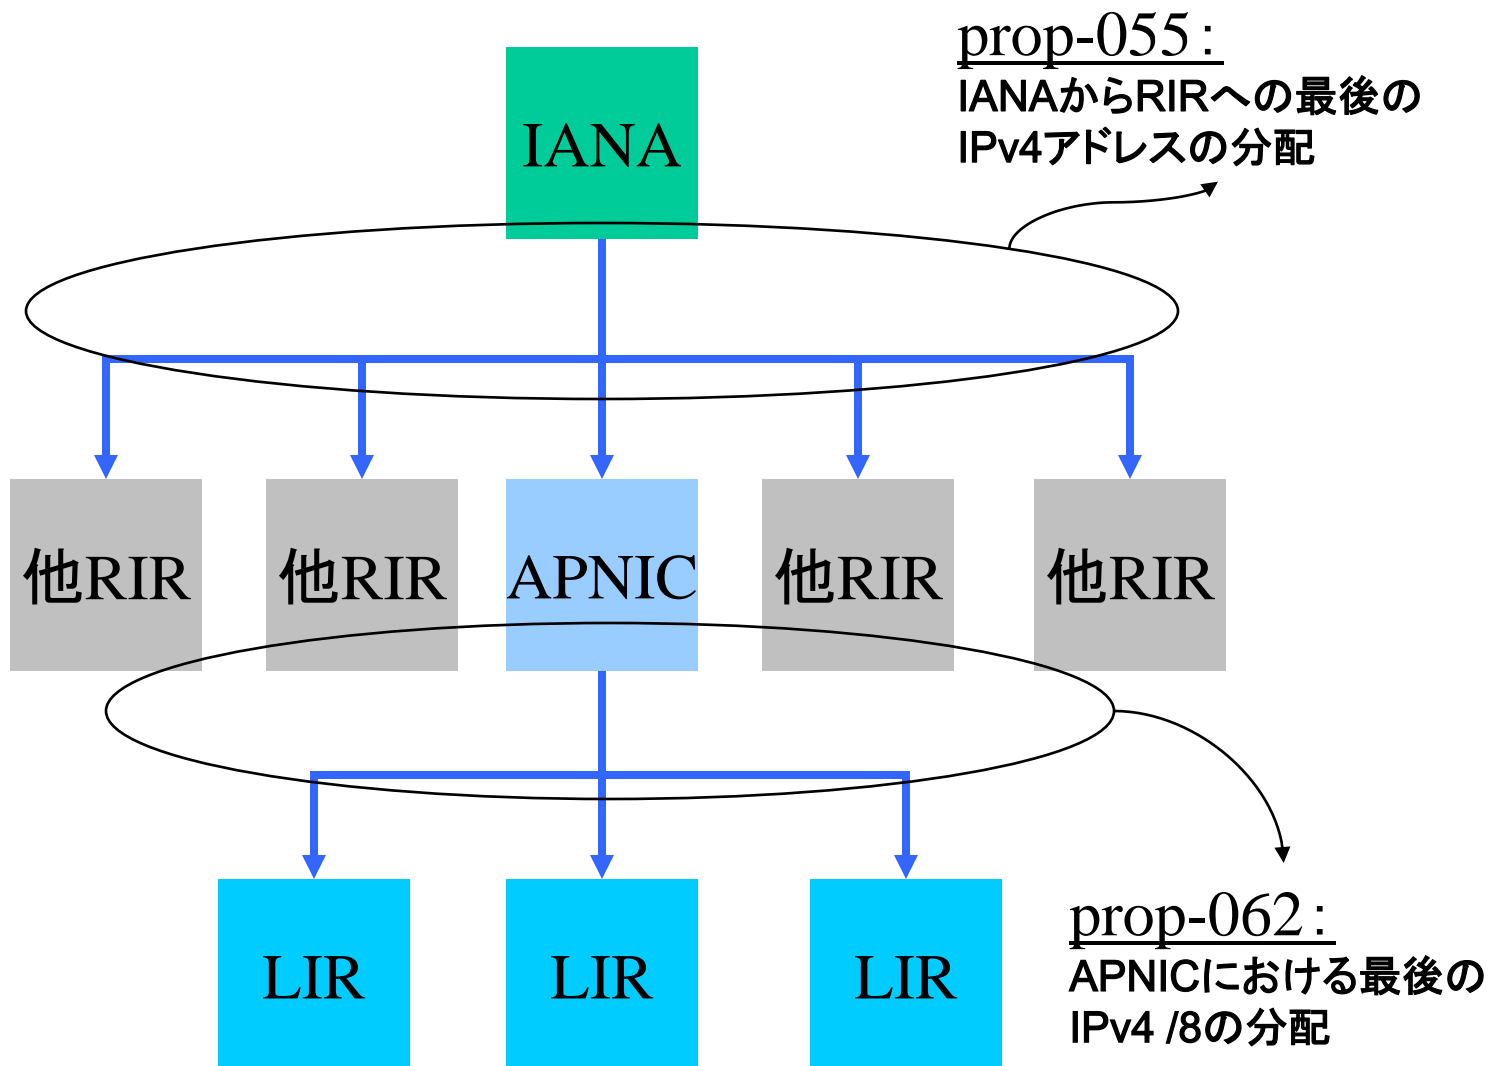 prop-055：
IANAからRIRへの最後の
IPv4アドレスの分配
IANA
他RIR
他RIR
APNIC
他RIR
他RIR
LIR
LIR
LIR
prop-062：
APNICにおける最後の
IPv4 /8の分配